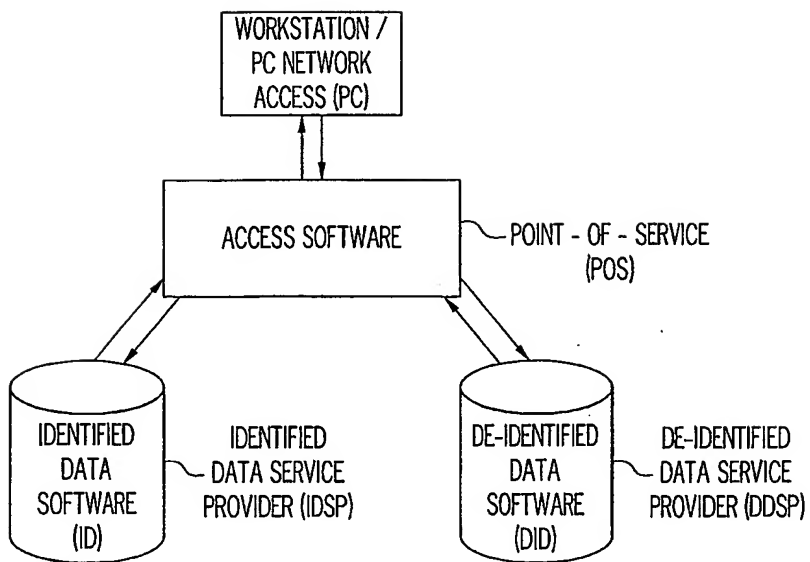 WORKSTATION /
PC NETWORK
ACCESS (PC)
ACCESS SOFTWARE
POINT - OF - SERVICE
(POS)
IDENTIFIED
DATA
SOFTWARE
(ID)
IDENTIFIED
DATA SERVICE
PROVIDER (IDSP)
DE-IDENTIFIED
DATA
SOFTWARE
(DID)
DE-IDENTIFIED
DATA SERVICE
PROVIDER (DDSP)